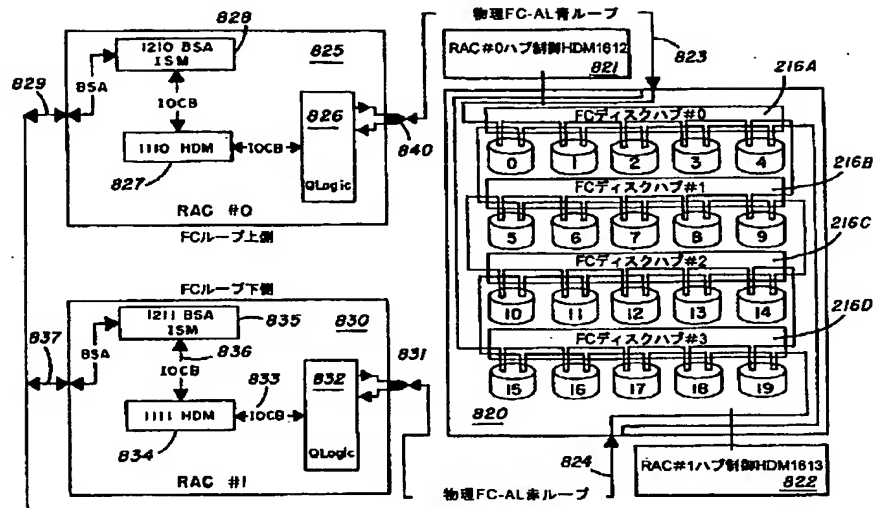 物理FC-AL青ループ
828
1210 BSA
ISM
825
829
BSA
IOCB
826
QLogic
1110 HDM
IOCB
827
840
RAC #0
FCループ上側
RAC#0ハブ制御HDM1612
821
823
216A
FCディスクハブ#0
0
1
2
3
4
216B
FCディスクハブ#1
5
6
7
8
9
216C
FCディスクハブ#2
10
11
12
13
14
216D
FCディスクハブ#3
15
16
17
18
19
820
824
RAC#1ハブ制御HDM1613
822
FCループ下側
1211 BSA
ISM
835
830
837
BSA
836
IOCB
833
832
831
1111 HDM
IOCB
834
QLogic
RAC #1
物理FC-AL赤ループ